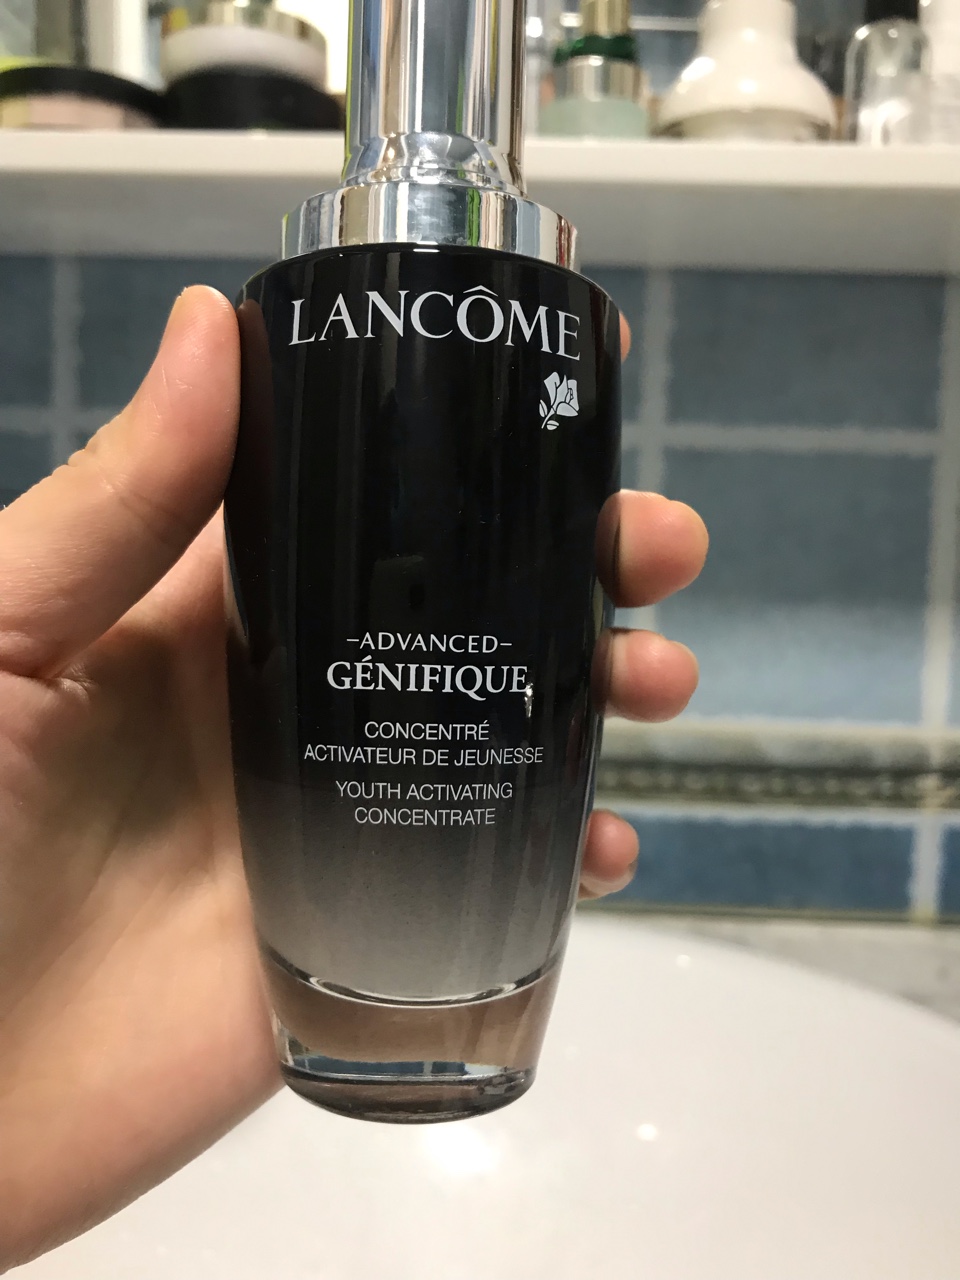 LANCÔME
–ADVANCED–
GÉNIFIQUE
CONCENTRÉ
ACTIVATEUR DE JEUNESSE
YOUTH ACTIVATING
CONCENTRATE